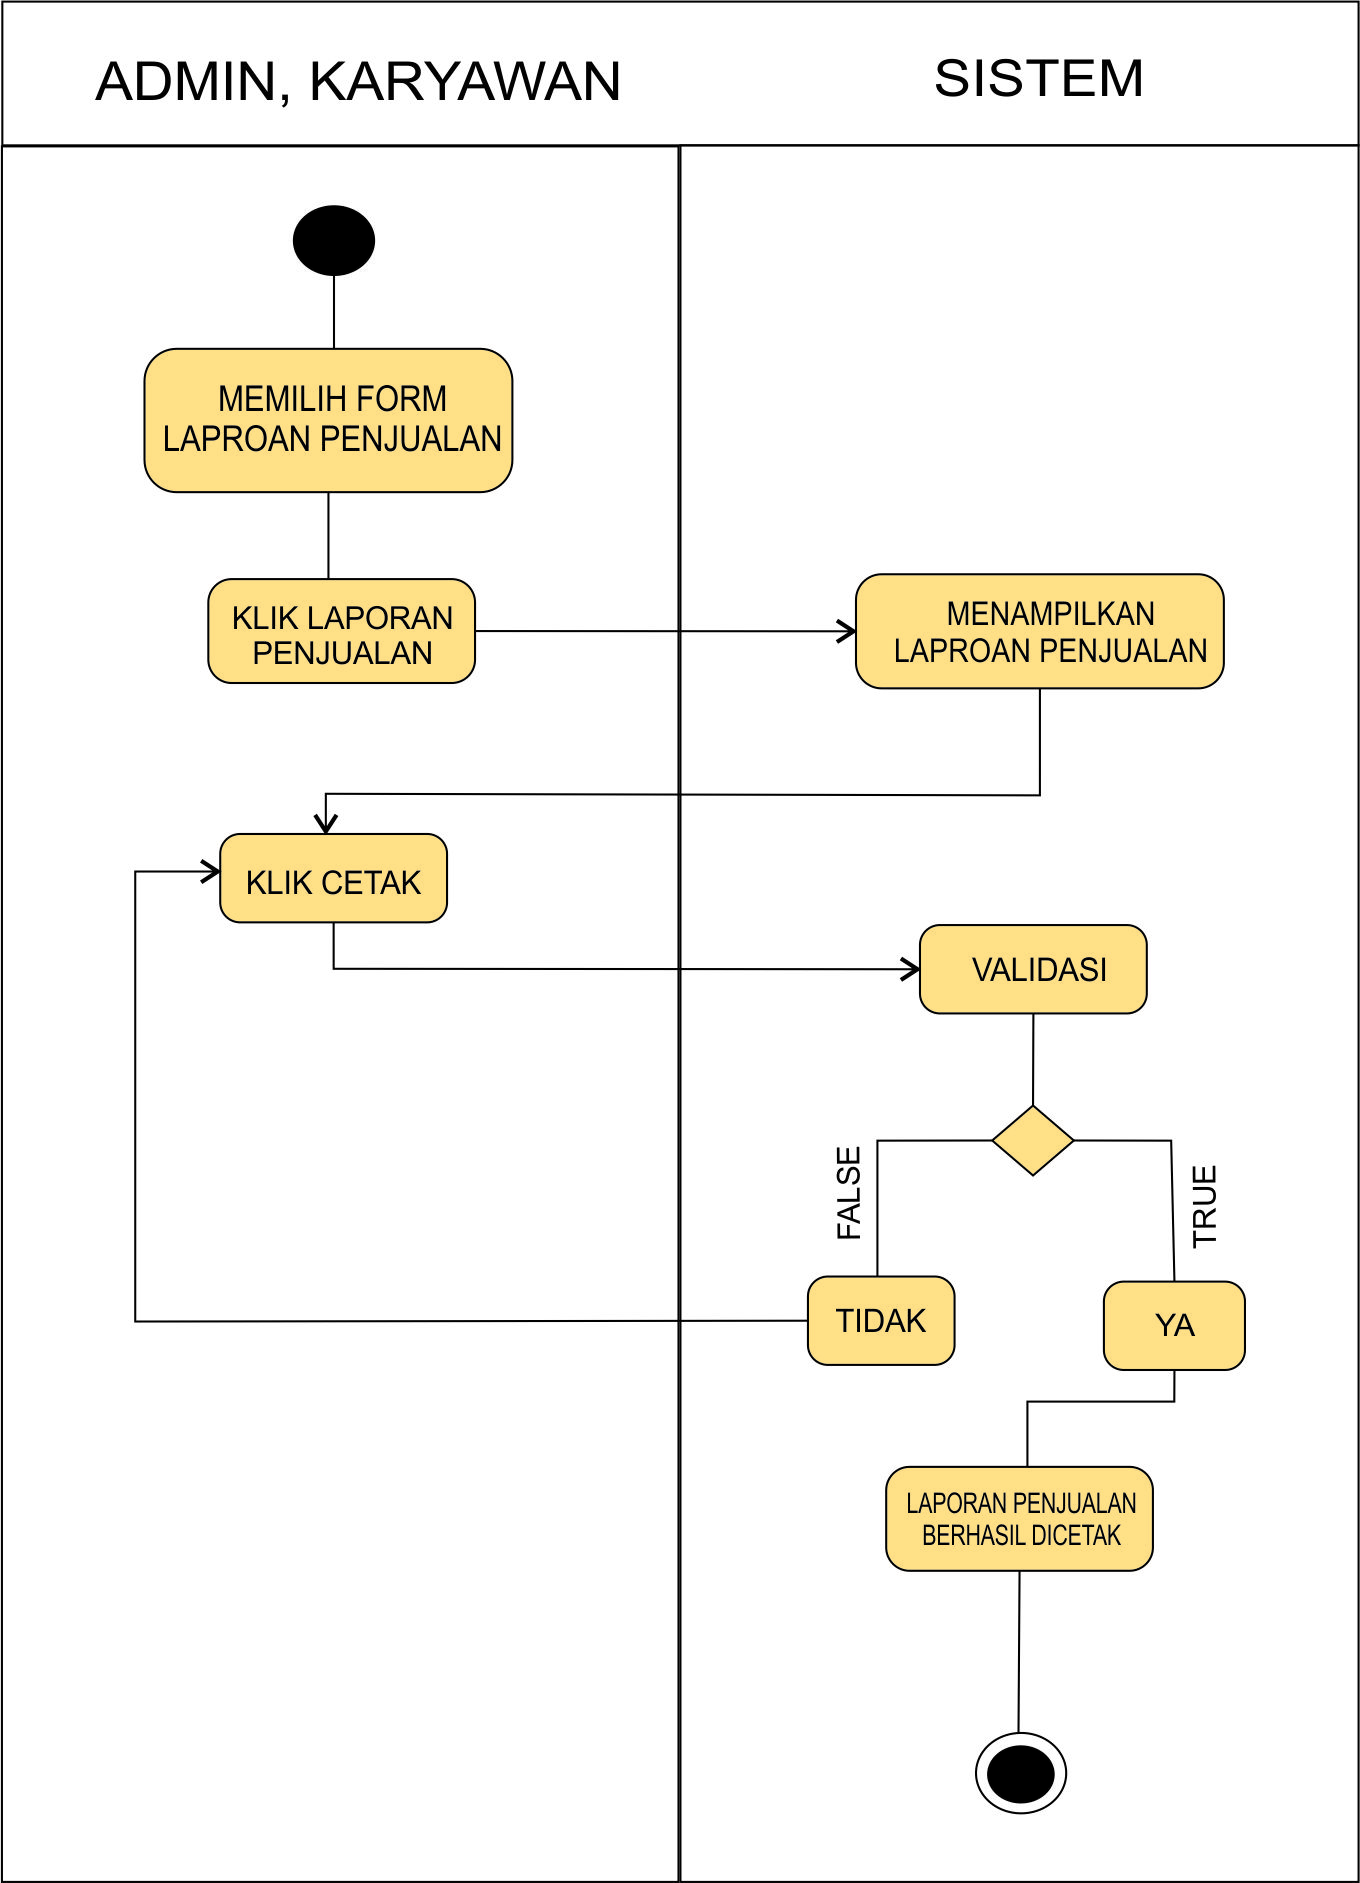 ADMIN, KARYAWAN
SISTEM
MEMILIH FORM
LAPROAN PENJUALAN
KLIK LAPORAN
PENJUALAN
MENAMPILKAN
LAPROAN PENJUALAN
KLIK CETAK
VALIDASI
FALSE
TRUE
TIDAK
YA
LAPORAN PENJUALAN
BERHASIL DICETAK